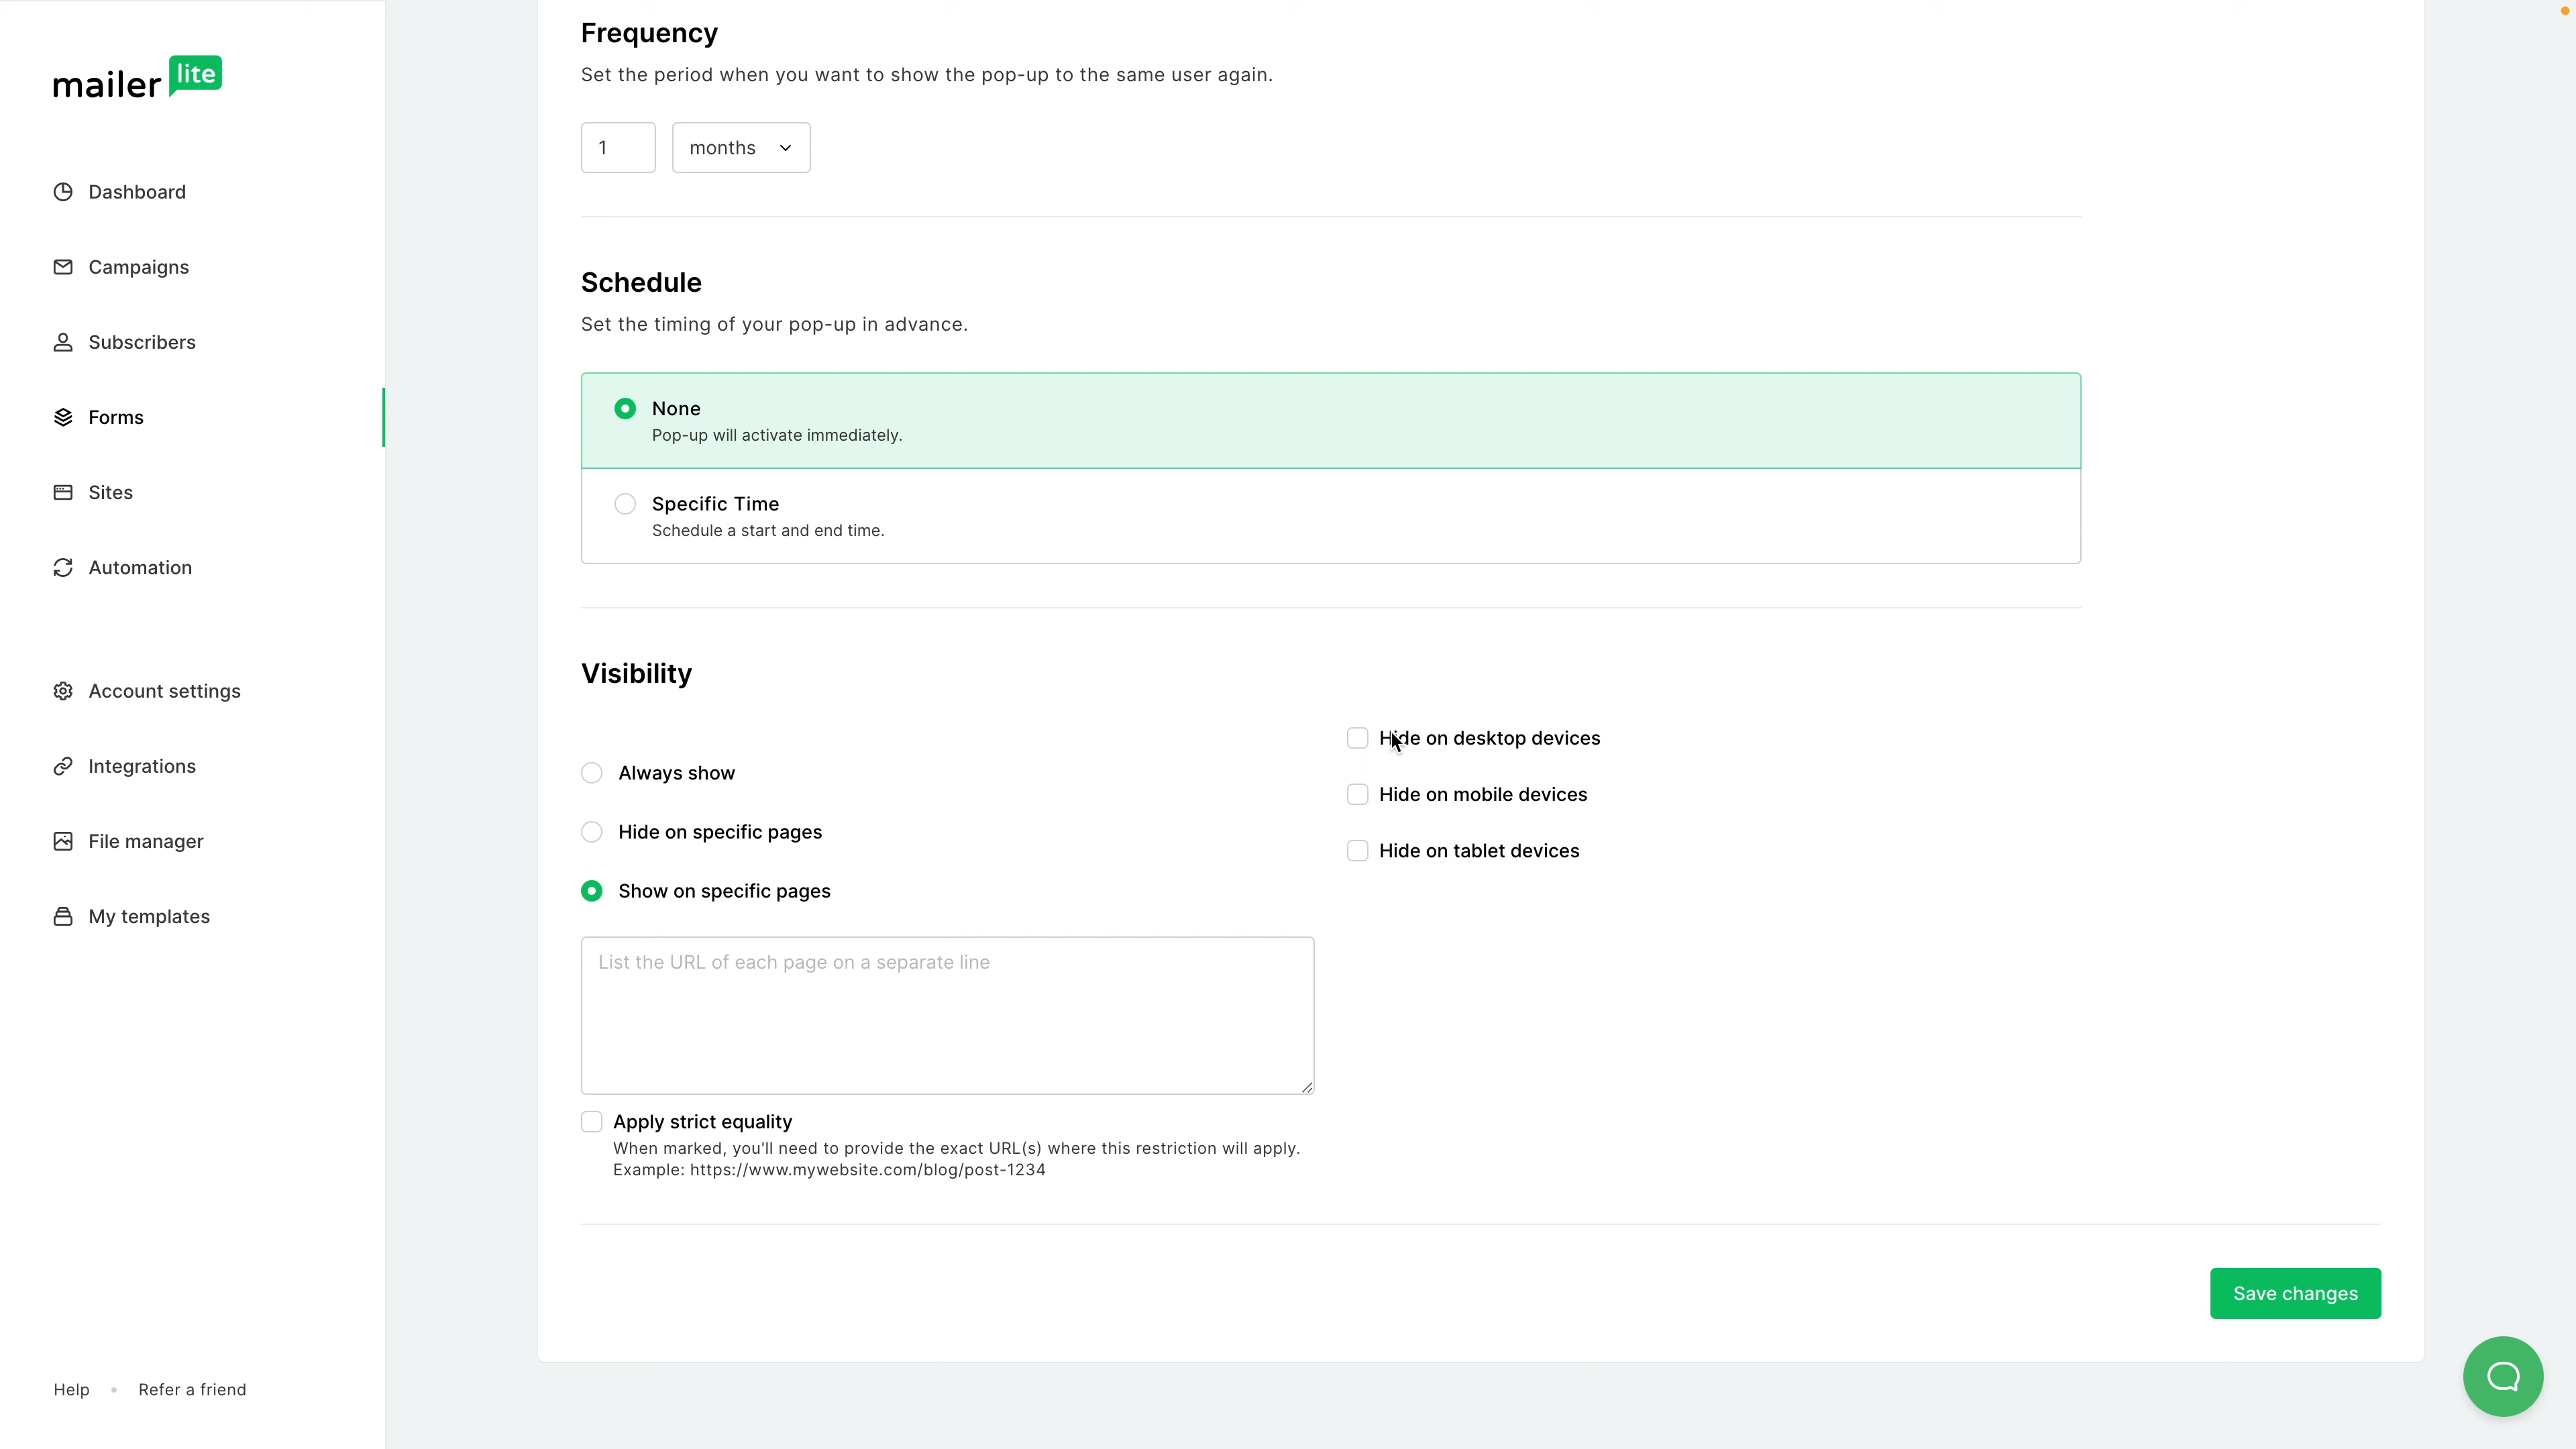 mailer lite
Dashboard
Campaigns
Subscribers
Forms
Sites
Automation
Account settings
Integrations
File manager
My templates
Help • Refer a friend
Frequency
Set the period when you want to show the pop-up to the same user again.
1 months
Schedule
Set the timing of your pop-up in advance.
None
Pop-up will activate immediately.
Specific Time
Schedule a start and end time.
Visibility
Always show
Hide on specific pages
Show on specific pages
List the URL of each page on a separate line
Apply strict equality
When marked, you'll need to provide the exact URL(s) where this restriction will apply.
Example: https://www.mywebsite.com/blog/post-1234
Hide on desktop devices
Hide on mobile devices
Hide on tablet devices
Save changes